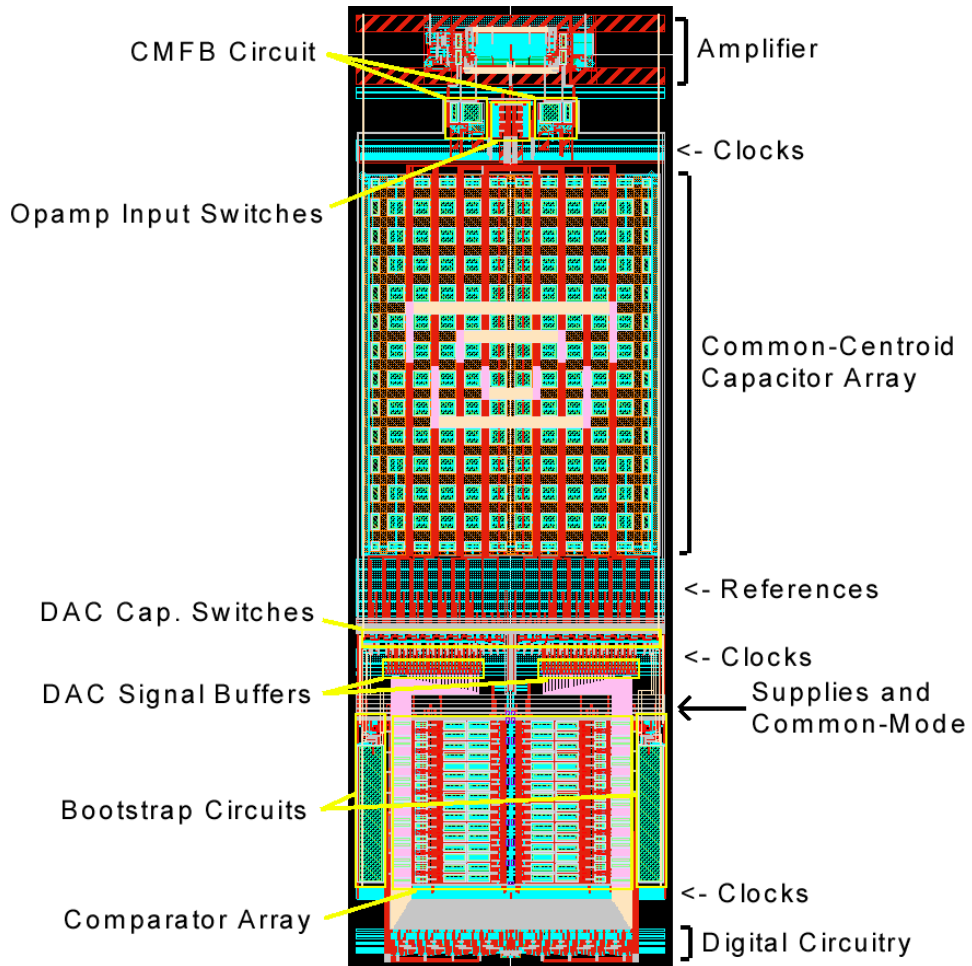 CMFB Circuit
Amplifier
<- Clocks
Opamp Input Switches
Common-Centroid
Capacitor Array
<- References
DAC Cap. Switches
<- Clocks
DAC Signal Buffers
Supplies and
Common-Mode
Bootstrap Circuits
<- Clocks
Comparator Array
Digital Circuitry